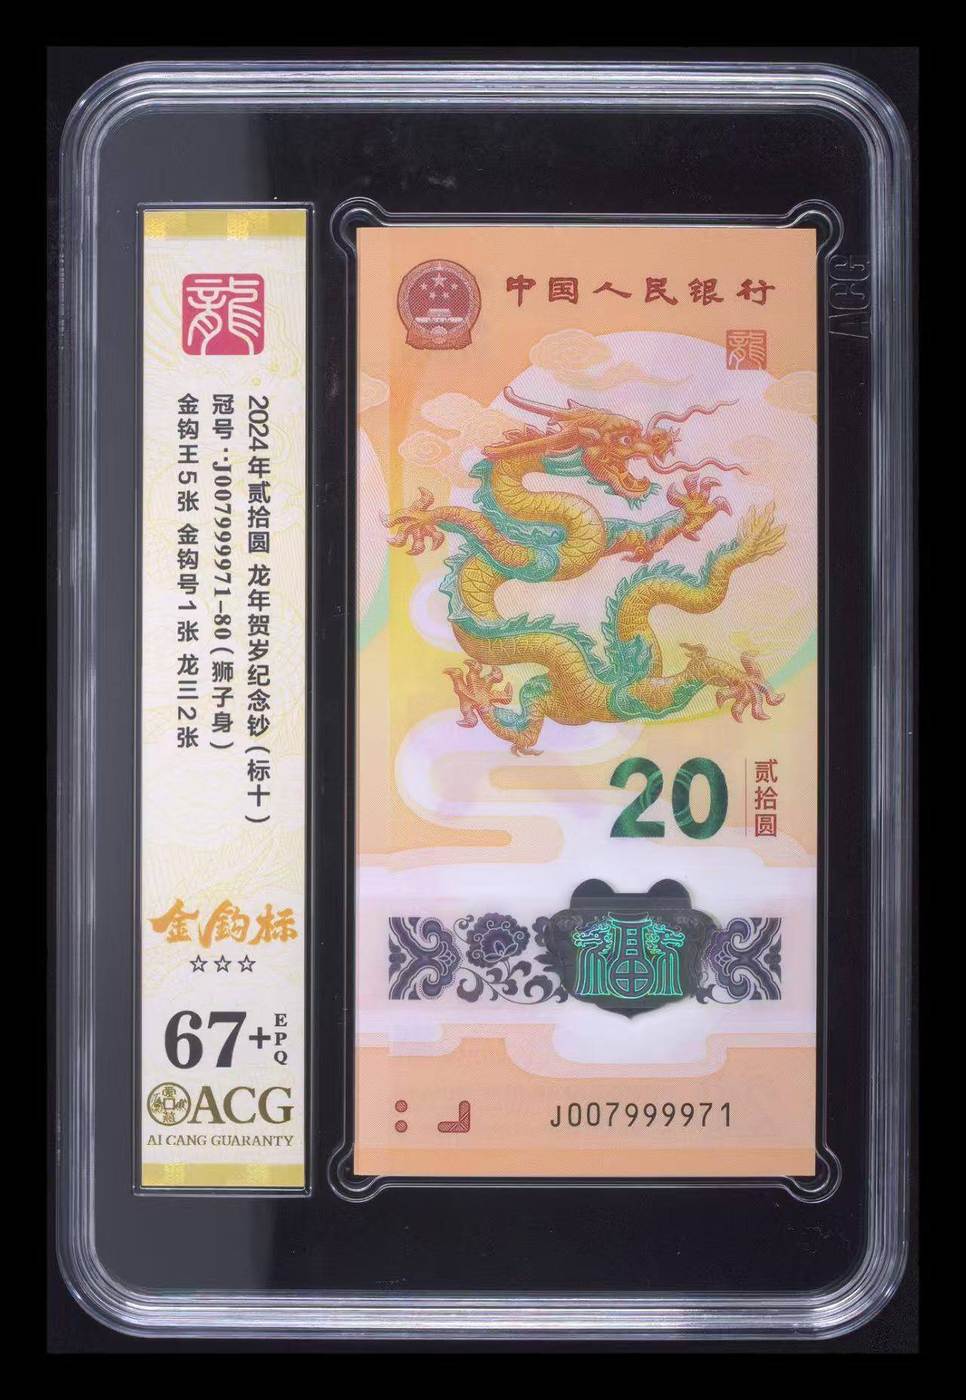 龍
2024年贰拾圆 龙年贺岁纪念钞(标十)
冠号:J007999971-80(狮子身)
金钩王5张 金钩号1张 龙三2张
金钩标
☆☆☆
67+EPQ
ACG
AI CANG GUARANTY
中国人民银行
龍
20
贰拾圆
福
J007999971
ACG